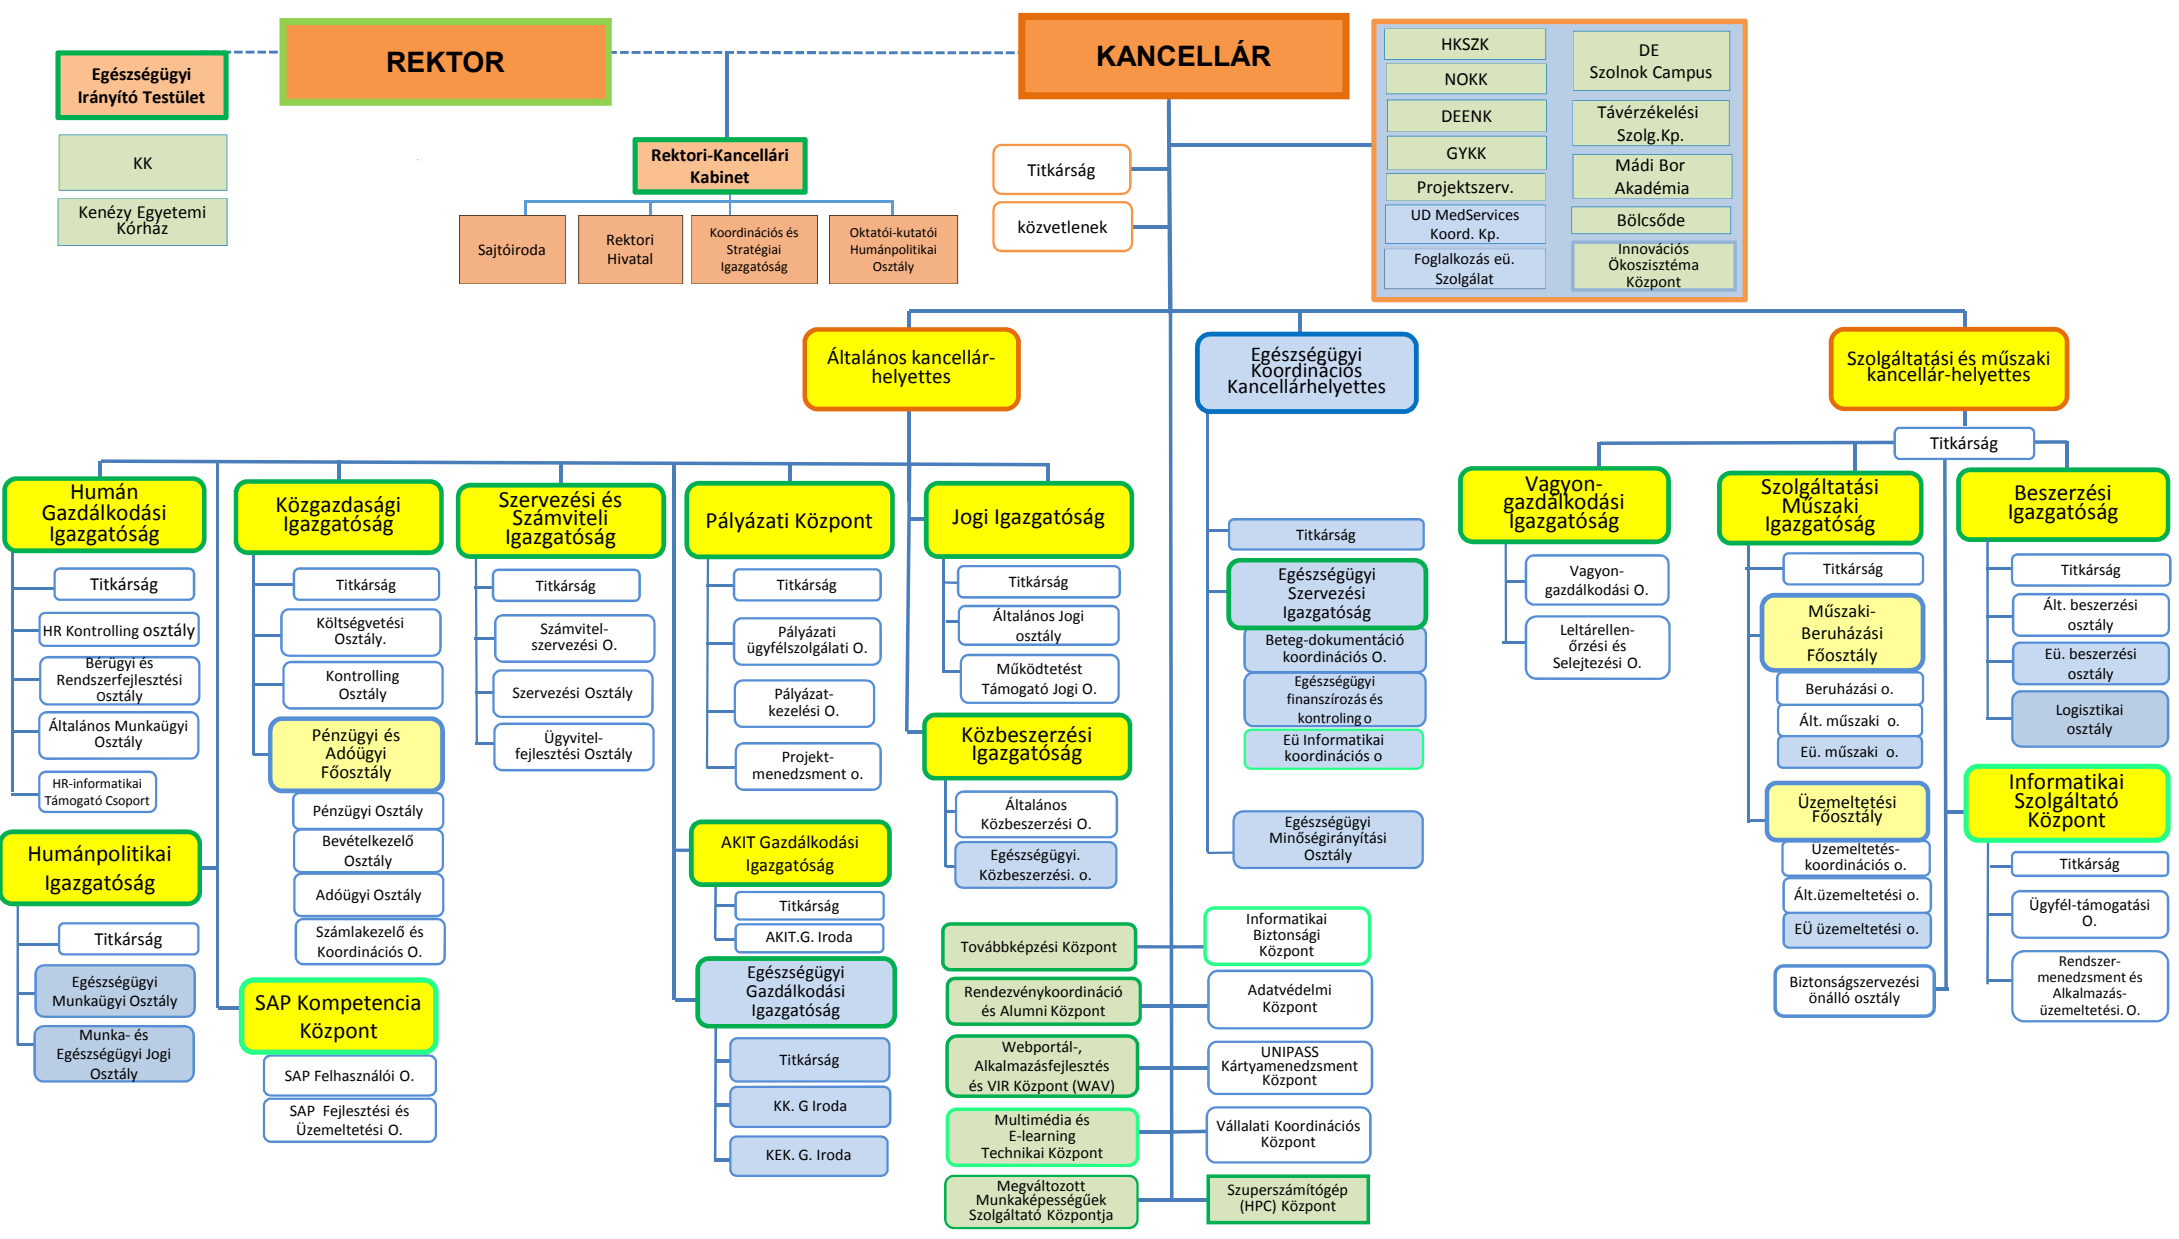 REKTOR
KANCELLÁR
Egészségügyi
Irányító Testület
KK
Kenézy Egyetemi
Kórház
Rektori-Kancellári
Kabinet
Sajtóiroda
Rektori
Hivatal
Koordinációs és
Stratégiai
Igazgatóság
Oktatói-kutatói
Humánpolitikai
Osztály
Titkárság
közvetlenek
HKSZK
NOKK
DEENK
GYKK
Projektszerv.
UD MedServices
Koord. Kp.
Foglalkozás eü.
Szolgálat
DE
Szolnok Campus
Távérzékelési
Szolg.Kp.
Mádi Bor
Akadémia
Bölcsőde
Innovációs
Ökoszisztéma
Központ
Általános kancellár-
helyettes
Egészségügyi
Koordinációs
Kancellárhelyettes
Szolgáltatási és műszaki
kancellár-helyettes
Titkárság
Humán
Gazdálkodási
Igazgatóság
Titkárság
HR Kontrolling osztály
Bérügyi és
Rendszerfejlesztési
osztály
Általános Munkaügyi
Osztály
HR-informatikai
Támogató Csoport
Humánpolitikai
Igazgatóság
Titkárság
Egészségügyi
Munkaügyi Osztály
Munka- és
Egészségügyi Jogi
Osztály
Közgazdasági
Igazgatóság
Titkárság
Költségvetési
Osztály.
Kontrolling
Osztály
Pénzügyi és
Adóügyi
Főosztály
Pénzügyi Osztály
Bevételkezelő
Osztály
Adóügyi Osztály
Számlakezelő és
Koordinációs O.
SAP Kompetencia
Központ
SAP Felhasználói O.
SAP  Fejlesztési és
Üzemeltetési O.
Szervezési és
Számviteli
Igazgatóság
Titkárság
Számvitel-
szervezési O.
Szervezési Osztály
Ügyvitel-
fejlesztési Osztály
Pályázati Központ
Titkárság
Pályázati
ügyfélszolgálati O.
Pályázat-
kezelési O.
Projekt-
menedzsment o.
AKIT Gazdálkodási
Igazgatóság
Titkárság
AKIT.G. Iroda
Egészségügyi
Gazdálkodási
Igazgatóság
Titkárság
KK. G Iroda
KEK. G. Iroda
Jogi Igazgatóság
Titkárság
Általános Jogi
osztály
Működtetést
Támogató Jogi O.
Közbeszerzési
Igazgatóság
Általános
Közbeszerzési O.
Egészségügyi.
Közbeszerzési. o.
Titkárság
Egészségügyi
Szervezési
Igazgatóság
Beteg-dokumentáció
koordinációs O.
Egészségügyi
finanszírozás és
kontroling o
EÜ Informatikai
koordinációs o
Egészségügyi
Minőségirányítási
Osztály
Továbbképzési Központ
Rendezvénykoordináció
és Alumni Központ
Webportál-,
Alkalmazásfejlesztés
és VIR Központ (WAV)
Multimédia és
E-learning
Technikai Központ
Megváltozott
Munkaképességűek
Szolgáltató Központja
Informatikai
Biztonsági
Központ
Adatvédelmi
Központ
UNIPASS
Kártyamenedzsment
Központ
Vállalati Koordinációs
Központ
Szuperszámítógép
(HPC) Központ
Vagyon-
gazdálkodási
Igazgatóság
Vagyon-
gazdálkodási O.
Leltárellen-
őrzési és
Selejtezési O.
Szolgáltatási
Műszaki
Igazgatóság
Titkárság
Műszaki-
Beruházási
Főosztály
Beruházási o.
Ált. műszaki  o.
Eü. műszaki  o.
Üzemeltetési
Főosztály
Üzemeltetés-
koordinációs o.
Ált.üzemeltetési o.
EÜ üzemeltetési o.
Biztonságszervezési
önálló osztály
Beszerzési
Igazgatóság
Titkárság
Ált. beszerzési
osztály
Eü. beszerzési
osztály
Logisztikai
osztály
Informatikai
Szolgáltató
Központ
Titkárság
Ügyfél-támogatási
O.
Rendszer-
menedzsment és
Alkalmazás-
üzemeltetési. O.